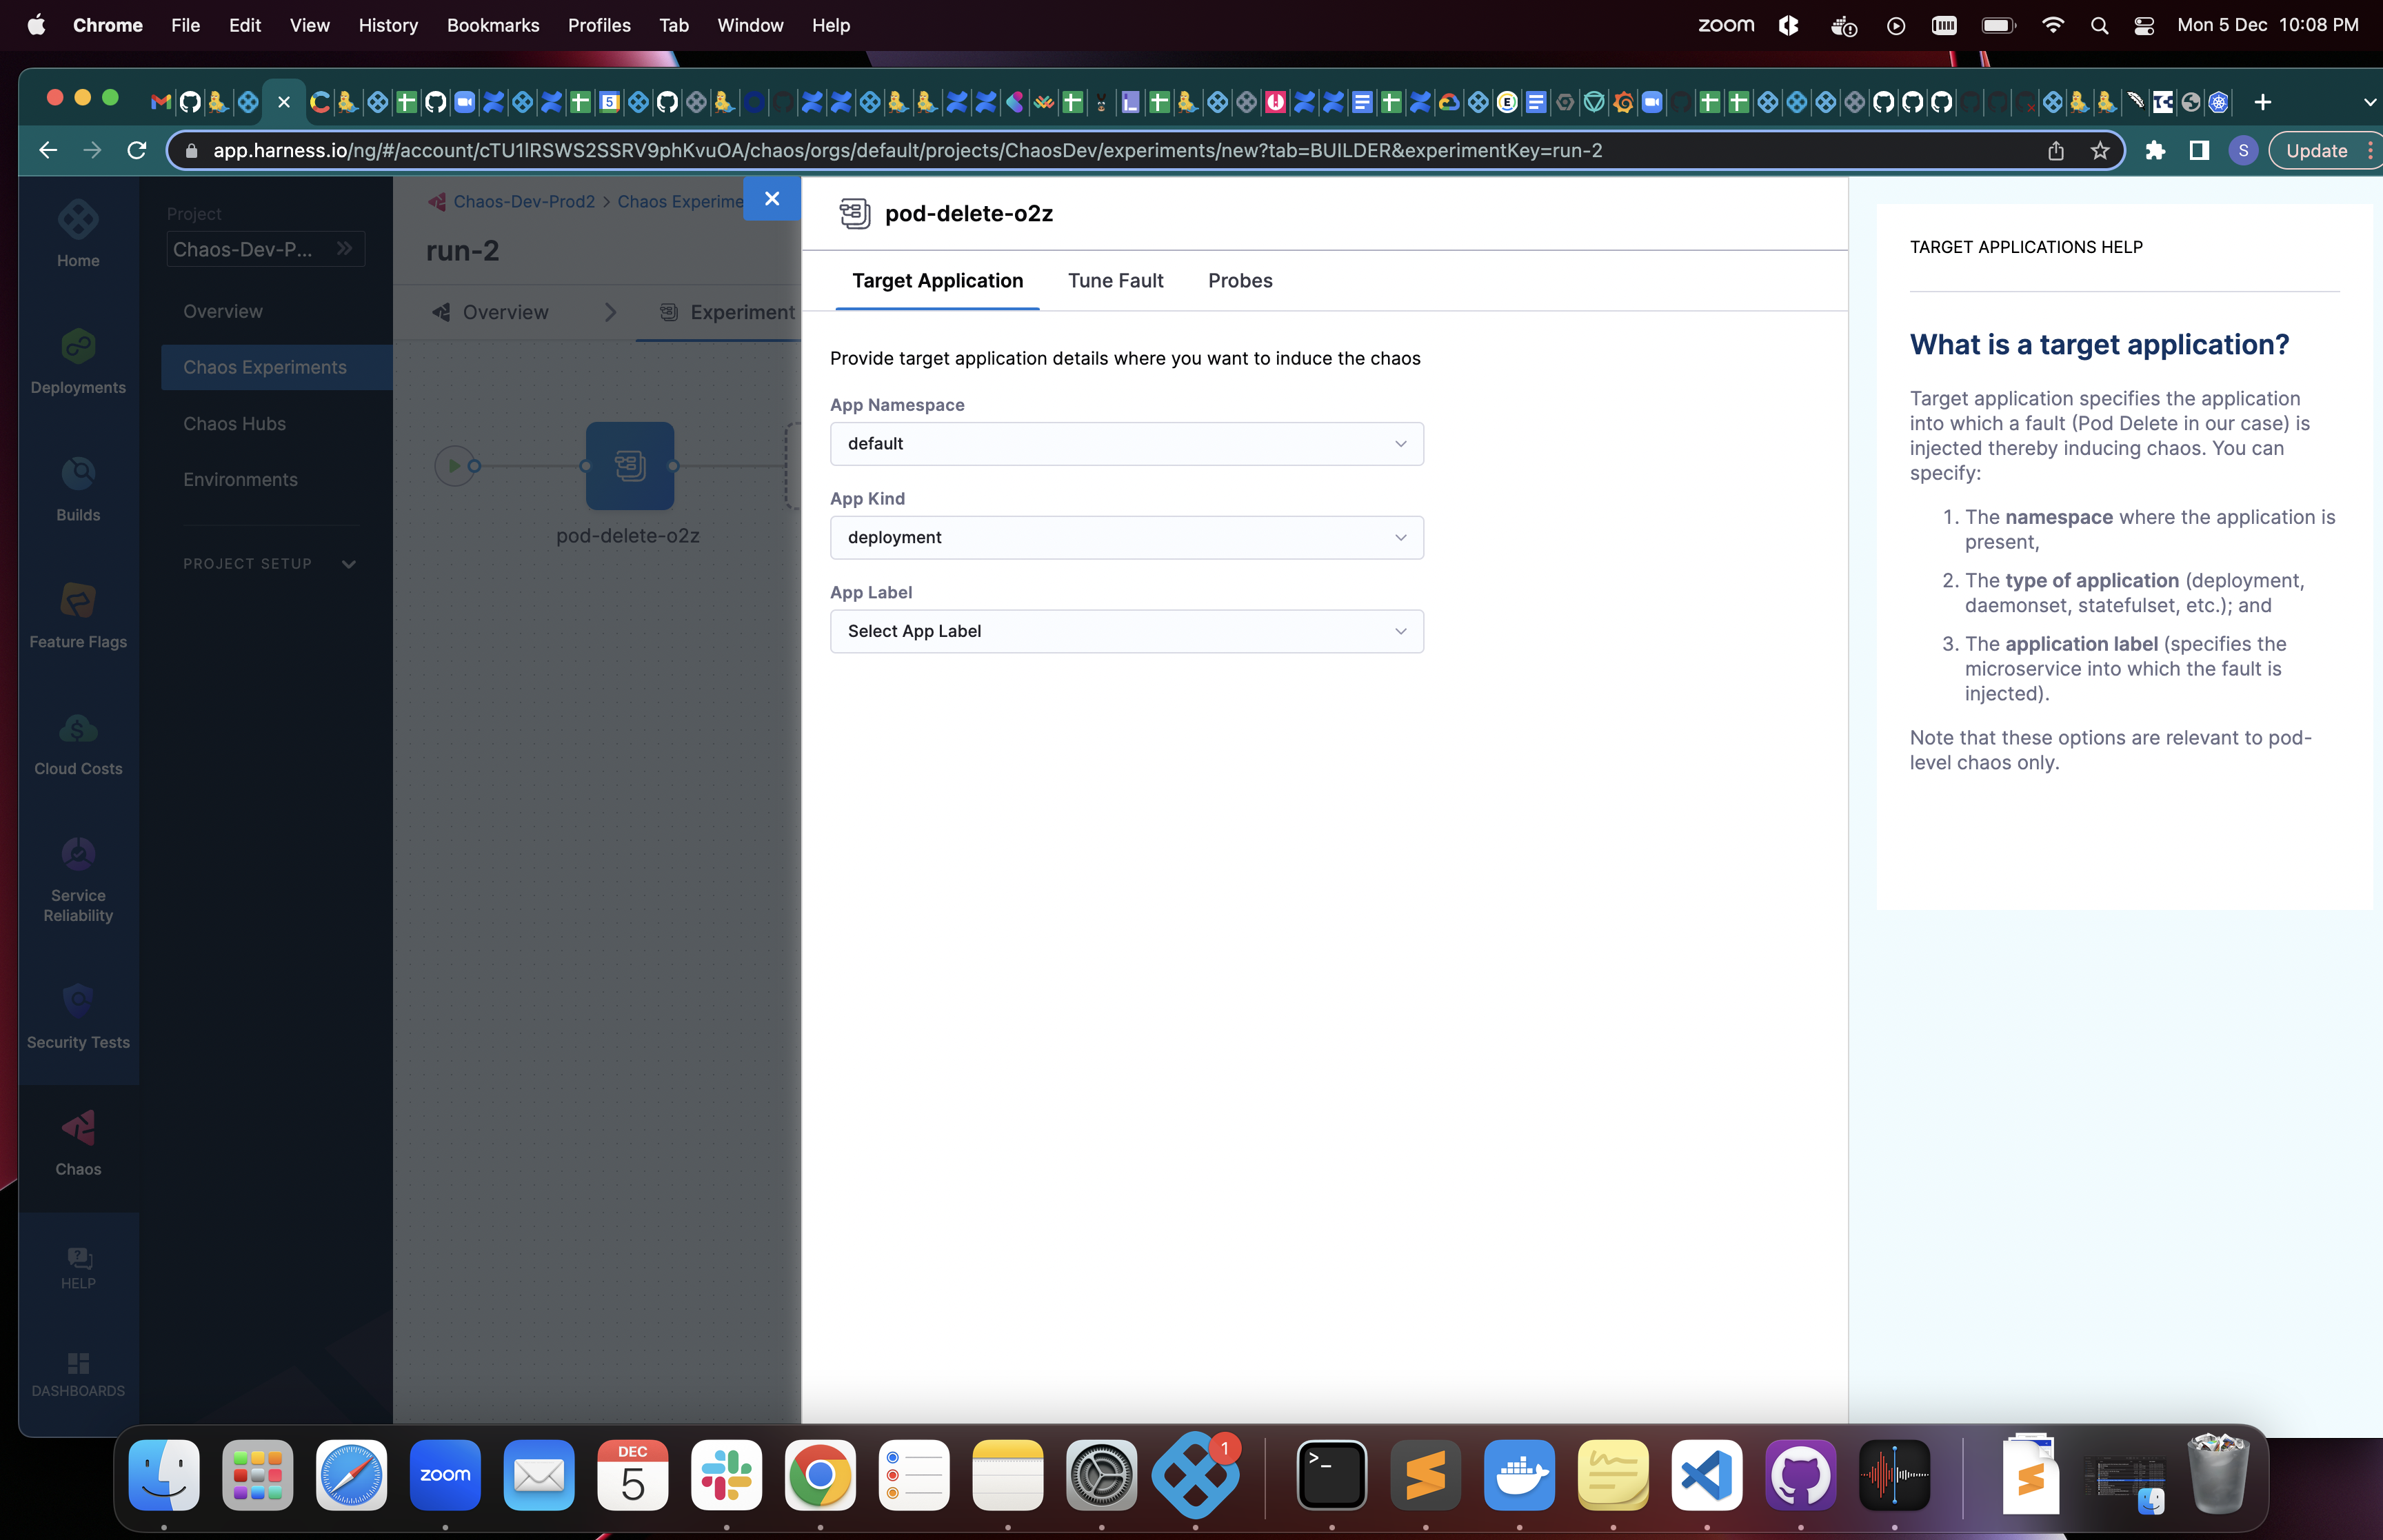 Chrome File Edit View History Bookmarks Profiles Tab Window Help
zoom
Mon 5 Dec 10:08 PM
app.harness.io/ng/#/account/cTU1lRSWS2SSRV9phKvuOA/chaos/orgs/default/projects/ChaosDev/experiments/new?tab=BUILDER&experimentKey=run-2
S
Update
Home
Deployments
Builds
Feature Flags
Cloud Costs
Service
Reliability
Security Tests
Chaos
HELP
DASHBOARDS
Project
Chaos-Dev-P...
Overview
Chaos Experiments
Chaos Hubs
Environments
PROJECT SETUP
Chaos-Dev-Prod2 > Chaos Experime
run-2
Overview
Experiment
pod-delete-o2z
pod-delete-o2z
Target Application
Tune Fault
Probes
Provide target application details where you want to induce the chaos
App Namespace
default
App Kind
deployment
App Label
Select App Label
TARGET APPLICATIONS HELP
What is a target application?
Target application specifies the application
into which a fault (Pod Delete in our case) is
injected thereby inducing chaos. You can
specify:
1. The namespace where the application is
present,
2. The type of application (deployment,
daemonset, statefulset, etc.); and
3. The application label (specifies the
microservice into which the fault is
injected).
Note that these options are relevant to pod-
level chaos only.
zoom
DEC
5
1